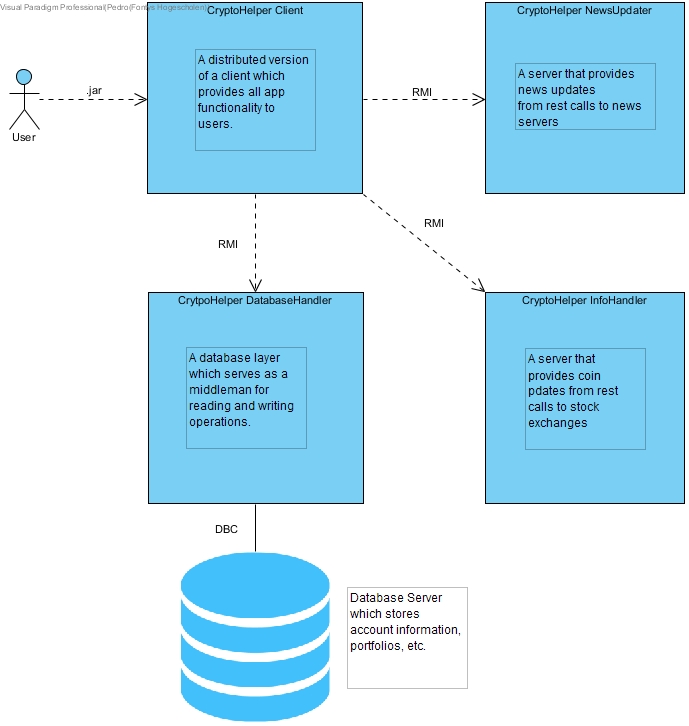 Visual Paradigm Professional(Pedro(Fontys Hogescholen))
CryptoHelper Client
CryptoHelper NewsUpdater
A distributed version
of a client which
provides all app
functionality to
users.
A server that provides
news updates
from rest calls to news
servers
.jar
RMI
User
RMI
RMI
CrytpoHelper DatabaseHandler
CryptoHelper InfoHandler
A database layer
which serves as a
middleman for
reading and writing
operations.
A server that
provides coin
pdates from rest
calls to stock
exchanges
DBC
Database Server
which stores
account information,
portfolios, etc.